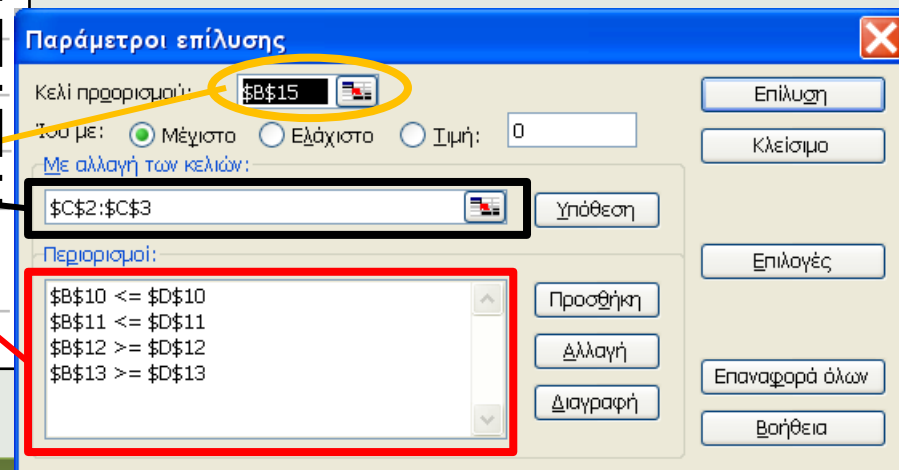 Παράμετροι επίλυσης
Κελί προορισμού: $B$15
Επίλυση
Ίσο με: Μέγιστο Ελάχιστο Τιμή: 0
Κλείσιμο
Με αλλαγή των κελιών:
$C$2:$C$3 Υπόθεση
Περιορισμοί:
Επιλογές
$B$10 <= $D$10 Προσθήκη
$B$11 <= $D$11
$B$12 >= $D$12 Αλλαγή
$B$13 >= $D$13
Επαναφορά όλων
Διαγραφή
Βοήθεια